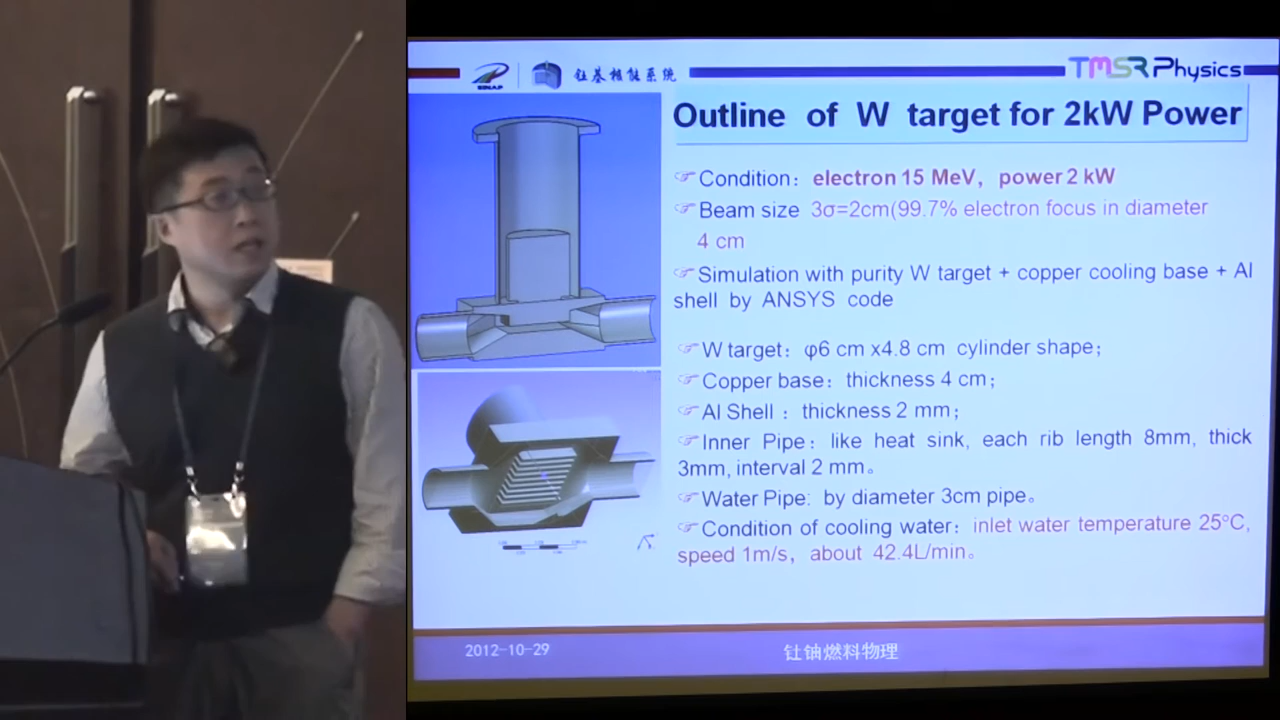 SINAP
钍基核能系统
TMSR Physics
Outline of W target for 2kW Power
Condition：electron 15 MeV，power 2 kW
Beam size 3σ=2cm(99.7% electron focus in diameter
4 cm
Simulation with purity W target + copper cooling base + Al
shell by ANSYS code
W target：φ6 cm x4.8 cm cylinder shape；
Copper base：thickness 4 cm；
Al Shell：thickness 2 mm；
Inner Pipe：like heat sink, each rib length 8mm, thick
3mm, interval 2 mm。
Water Pipe: by diameter 3cm pipe。
Condition of cooling water：inlet water temperature 25°C,
speed 1m/s，about 42.4L/min。
2012-10-29
钍铀燃料物理